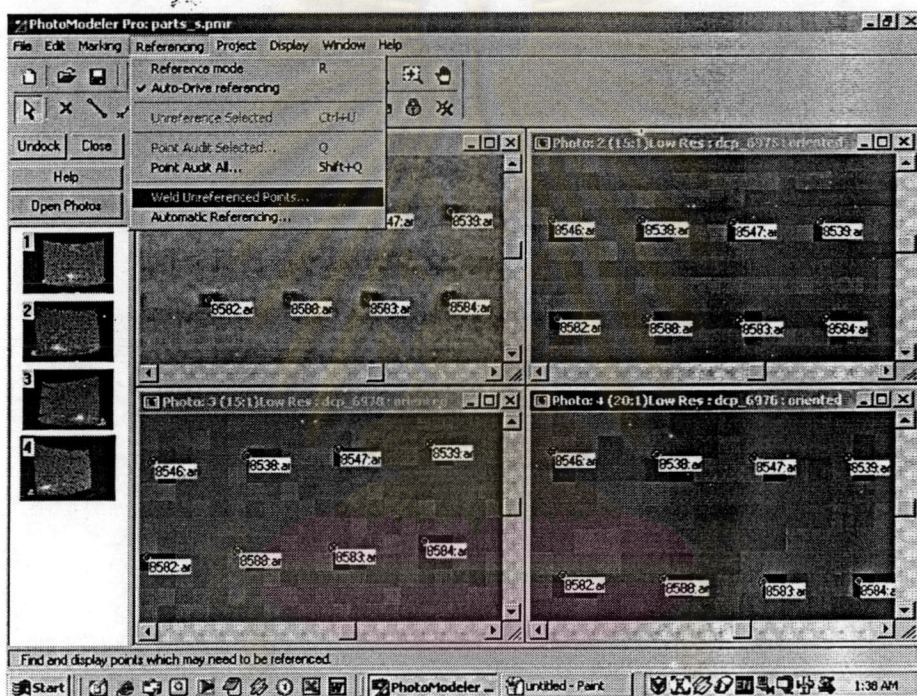 PhotoModeler Pro: parts_s.pmr
File Edit Marking Referencing Project Display Window Help
Reference mode R
Auto-Drive referencing
Unreference Selected Ctrl+U
Point Audit Selected... Q
Point Audit All... Shift+Q
Weld Unreferenced Points...
Automatic Referencing...
Undock Close
Help
Open Photos
1
2
3
4
47:ar 8539:ar
8582:ar 8588:ar 8583:ar 8584:ar
Photo: 2 (15:1)Low Res : dcp_6975 : oriented
8546:ar 8538:ar 8547:ar 8539:ar
8582:ar 8588:ar 8583:ar 8584:ar
Photo: 3 (15:1)Low Res : dcp_6978 : oriented
8546:ar 8538:ar 8547:ar 8539:ar
8582:ar 8588:ar 8583:ar 8584:ar
Photo: 4 (20:1)Low Res : dcp_6976 : oriented
8546:ar 8538:ar 8547:ar 8539:ar
8582:ar 8588:ar 8583:ar 8584:ar
Find and display points which may need to be referenced.
Start PhotoModeler ... untitled - Paint 1:38 AM